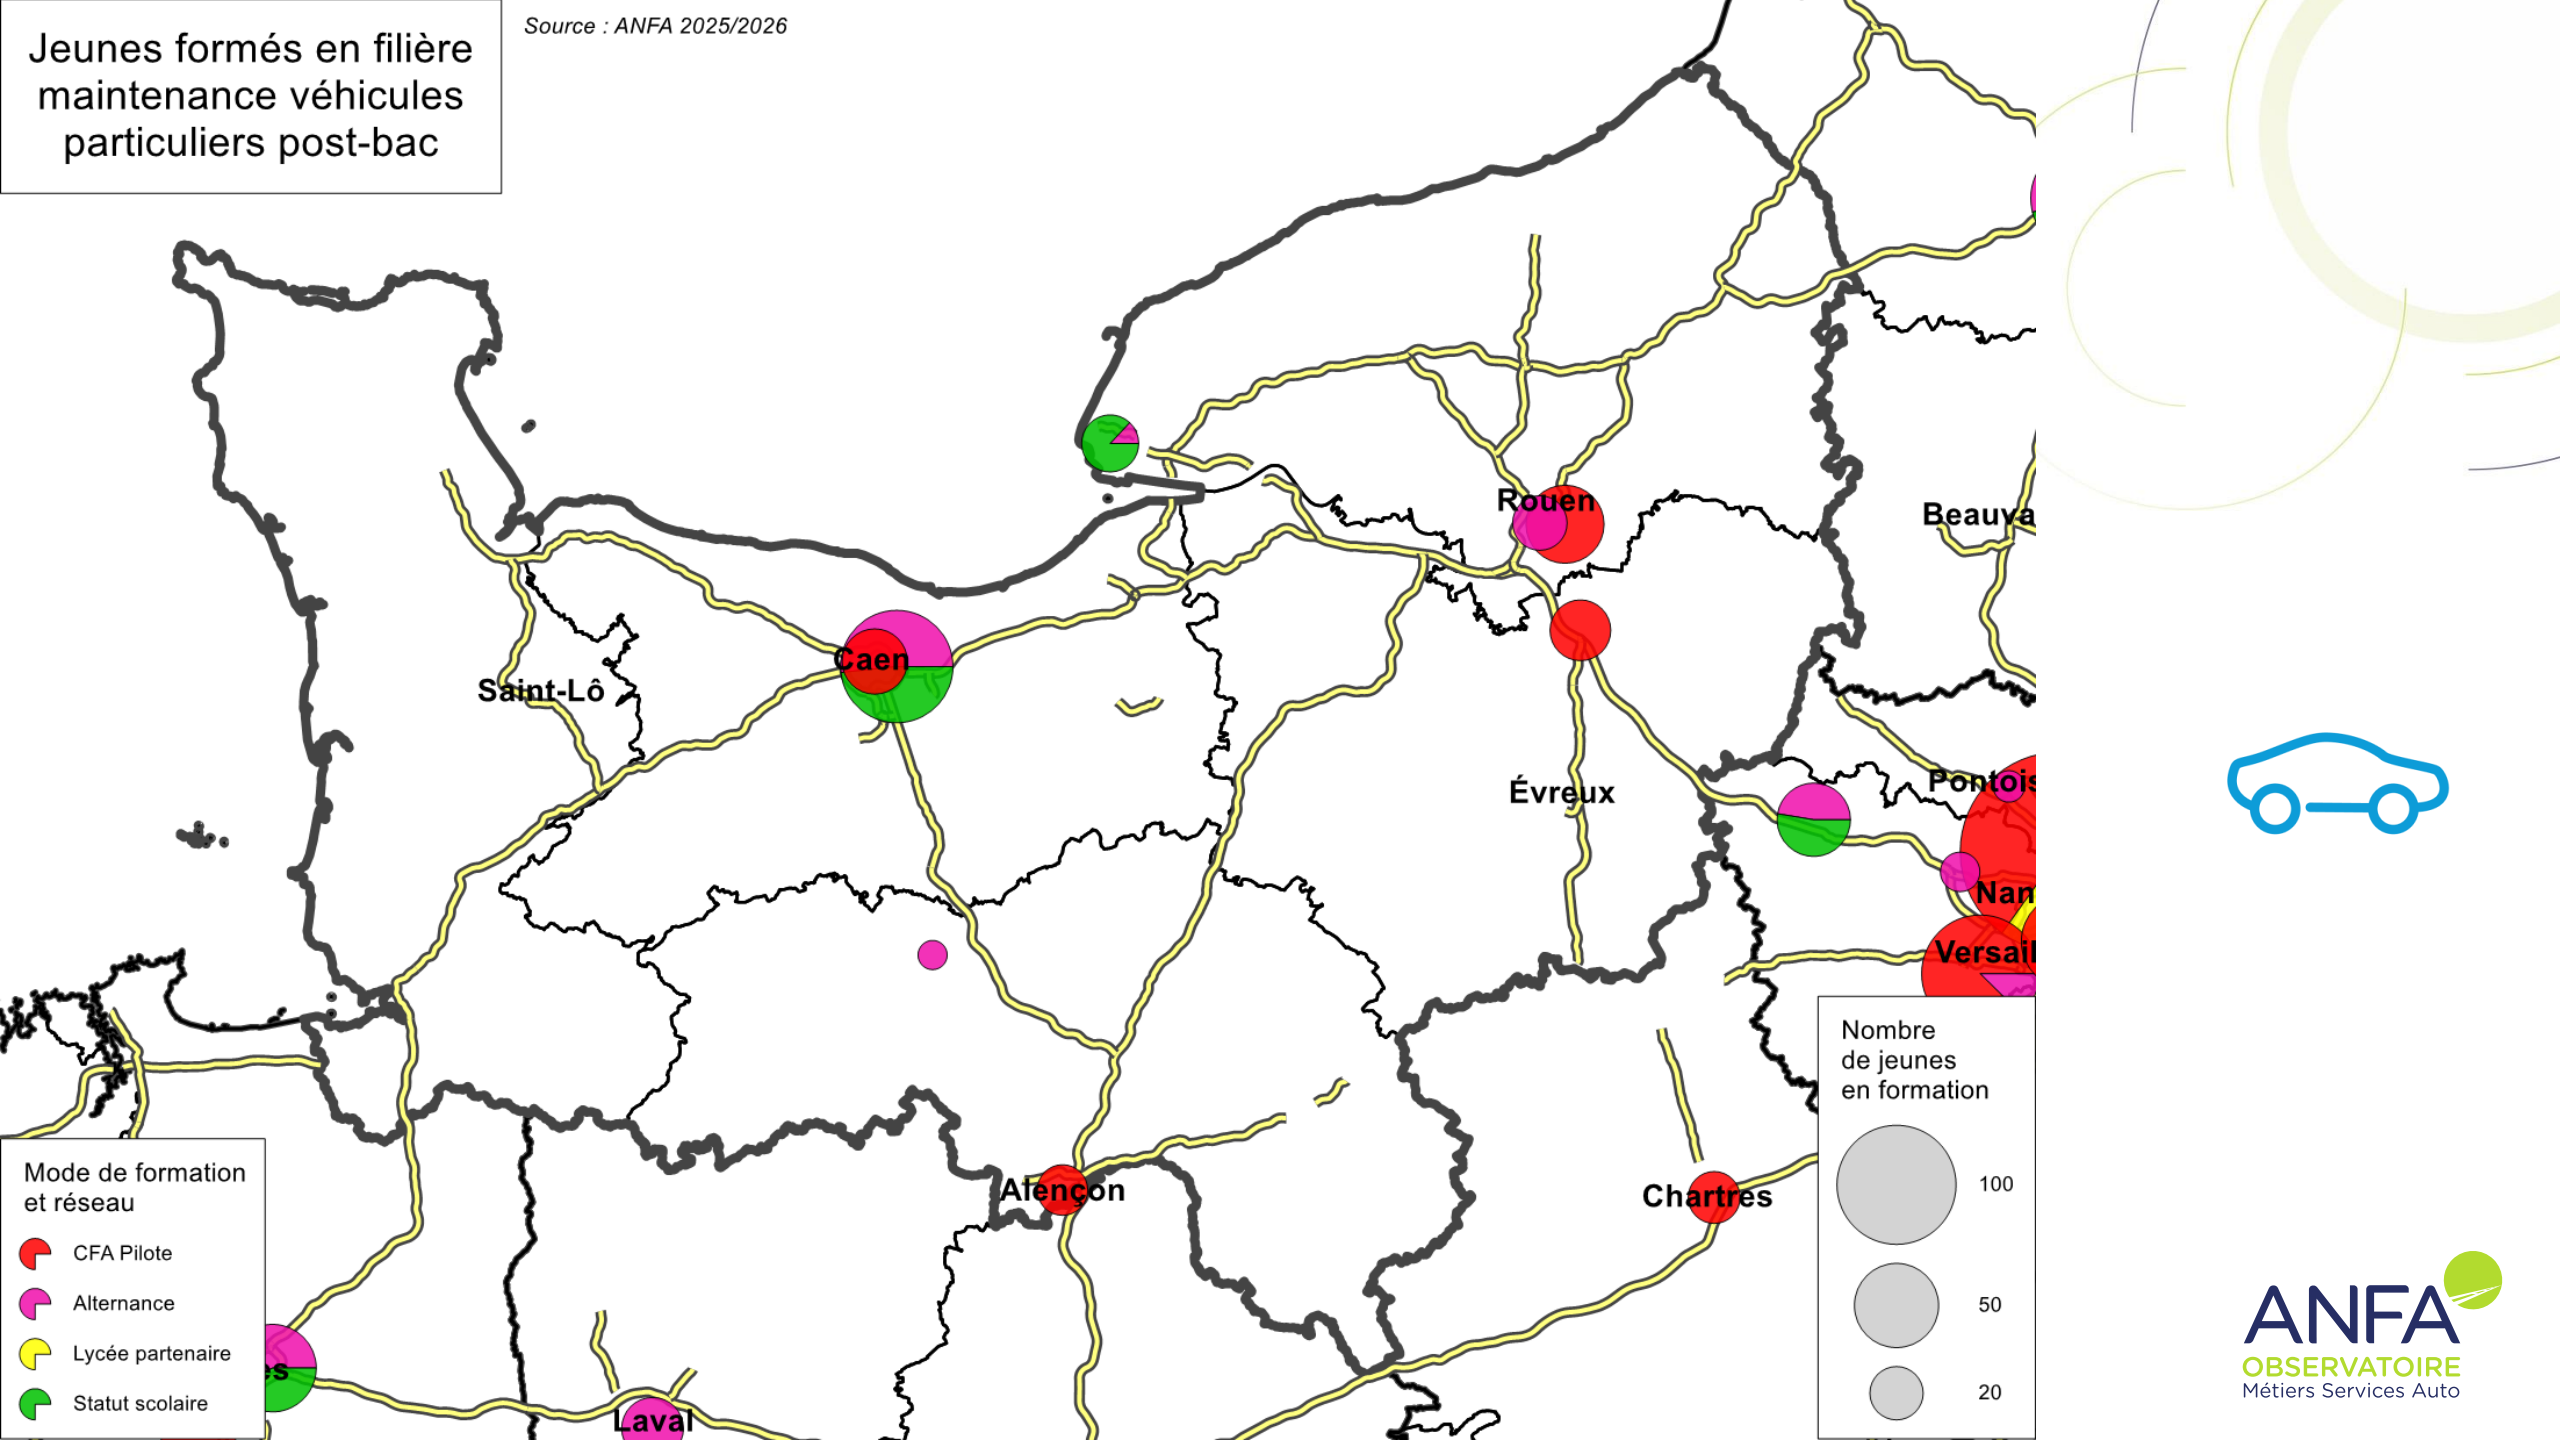 Jeunes formés en filière
maintenance véhicules
particuliers post-bac
Source : ANFA 2025/2026
Rouen
Beauva
Caen
Saint-Lô
Évreux
Pontois
Nan
Versail
Alençon
Chartres
Laval
es
Mode de formation
et réseau
CFA Pilote
Alternance
Lycée partenaire
Statut scolaire
Nombre
de jeunes
en formation
100
50
20
ANFA
OBSERVATOIRE
Métiers Services Auto